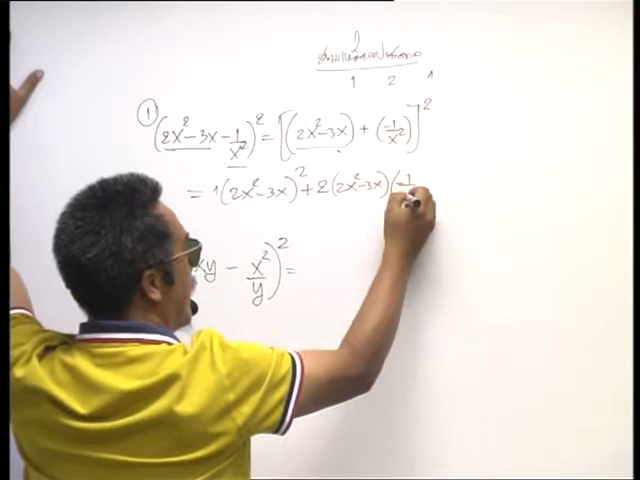 2
1 2 1
① (2x² - 3x - 1/x²)² = [(2x² - 3x) + (-1/x²)]²
= 1(2x² - 3x)² + 2(2x² - 3x)(-1
xy - x²/y)² =